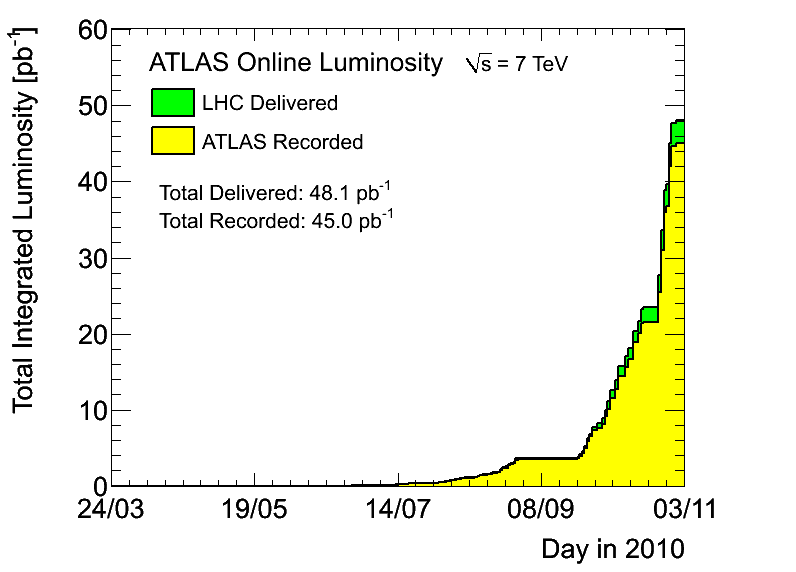 Total Integrated Luminosity [pb⁻¹]
60
50
40
30
20
10
0
ATLAS Online Luminosity √s = 7 TeV
LHC Delivered
ATLAS Recorded
Total Delivered: 48.1 pb⁻¹
Total Recorded: 45.0 pb⁻¹
24/03 19/05 14/07 08/09 03/11
Day in 2010